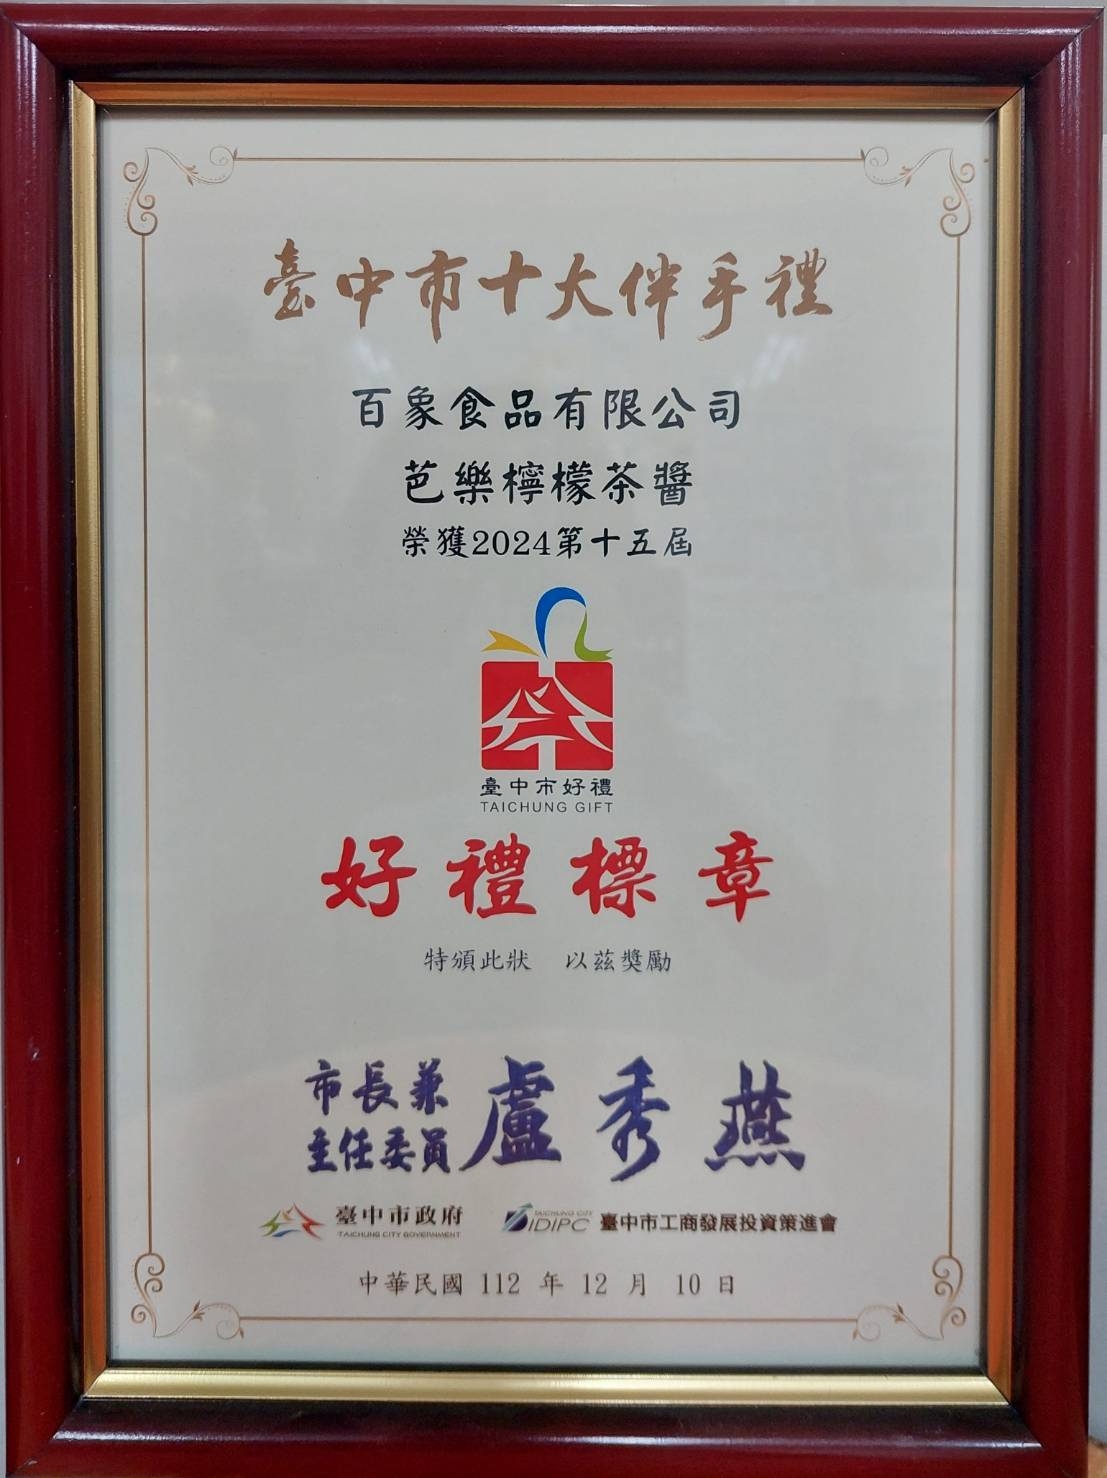 臺中市十大伴手禮
百象食品有限公司
芭樂檸檬茶醬
榮獲2024第十五屆
臺中市好禮
TAICHUNG GIFT
好禮標章
特頒此狀 以茲獎勵
市長兼
主任委員 盧秀燕
臺中市政府
TAICHUNG CITY GOVERNMENT
TAICHUNG CITY
IDIPC 臺中市工商發展投資策進會
中華民國 112 年 12 月 10 日